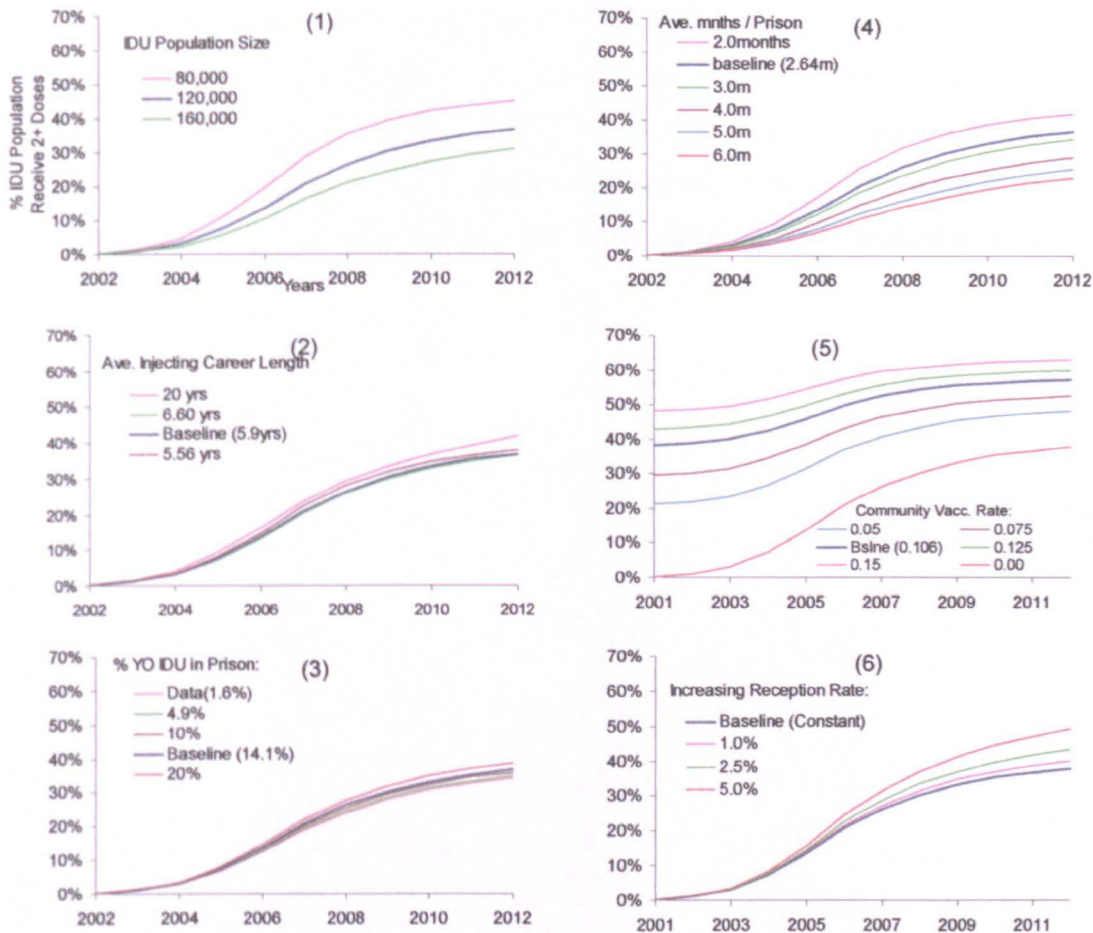 % IDU Population
Receive 2+ Doses
70%
60%
50%
40%
30%
20%
10%
0%
(1)
IDU Population Size
80,000
120,000
160,000
2002 2004 2006 2008 2010 2012
Years
70%
60%
50%
40%
30%
20%
10%
0%
Ave. mnths / Prison
(4)
2.0months
baseline (2.64m)
3.0m
4.0m
5.0m
6.0m
2002 2004 2006 2008 2010 2012
70%
60%
50%
40%
30%
20%
10%
0%
(2)
Ave. Injecting Career Length
20 yrs
6.60 yrs
Baseline (5.9yrs)
5.56 yrs
2002 2004 2006 2008 2010 2012
70%
60%
50%
40%
30%
20%
10%
0%
(5)
Community Vacc. Rate:
0.05 0.075
Bslne (0.106) 0.125
0.15 0.00
2001 2003 2005 2007 2009 2011
70%
60%
50%
40%
30%
20%
10%
0%
% YO IDU in Prison:
(3)
Data(1.6%)
4.9%
10%
Baseline (14.1%)
20%
2002 2004 2006 2008 2010 2012
70%
60%
50%
40%
30%
20%
10%
0%
(6)
Increasing Reception Rate:
Baseline (Constant)
1.0%
2.5%
5.0%
2001 2003 2005 2007 2009 2011